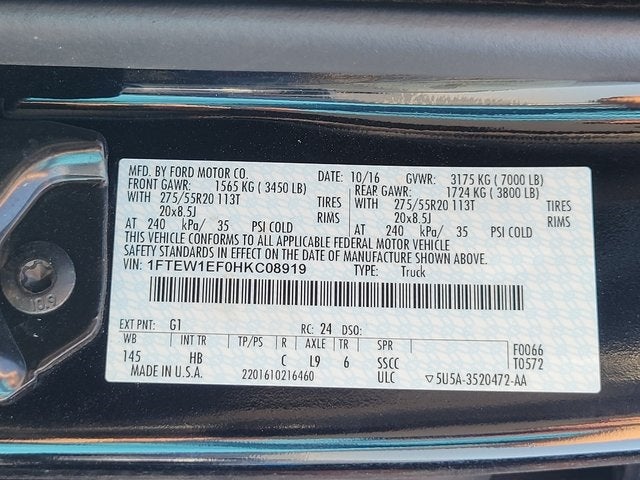 MFD. BY FORD MOTOR CO. DATE: 10/16 GVWR: 3175 KG ( 7000 LB)
FRONT GAWR: 1565 KG ( 3450 LB) REAR GAWR: 1724 KG ( 3800 LB)
WITH 275/55R20 113T TIRES WITH 275/55R20 113T TIRES
20x8.5J RIMS 20x8.5J RIMS
AT 240 kPa/ 35 PSI COLD AT 240 kPa/ 35 PSI COLD
THIS VEHICLE CONFORMS TO ALL APPLICABLE FEDERAL MOTOR VEHICLE
SAFETY STANDARDS IN EFFECT ON THE DATE OF MANUFACTURE SHOWN ABOVE.
VIN: 1FTEW1EF0HKC08919 TYPE: Truck
EXT PNT: G1 RC: 24 DSO:
WB INT TR TP/PS R AXLE TR SPR F0066
145 HB C L9 6 SSCC T0572
MADE IN U.S.A. 2201610216460 ULC ▽5U5A-3520472-AA
10.9